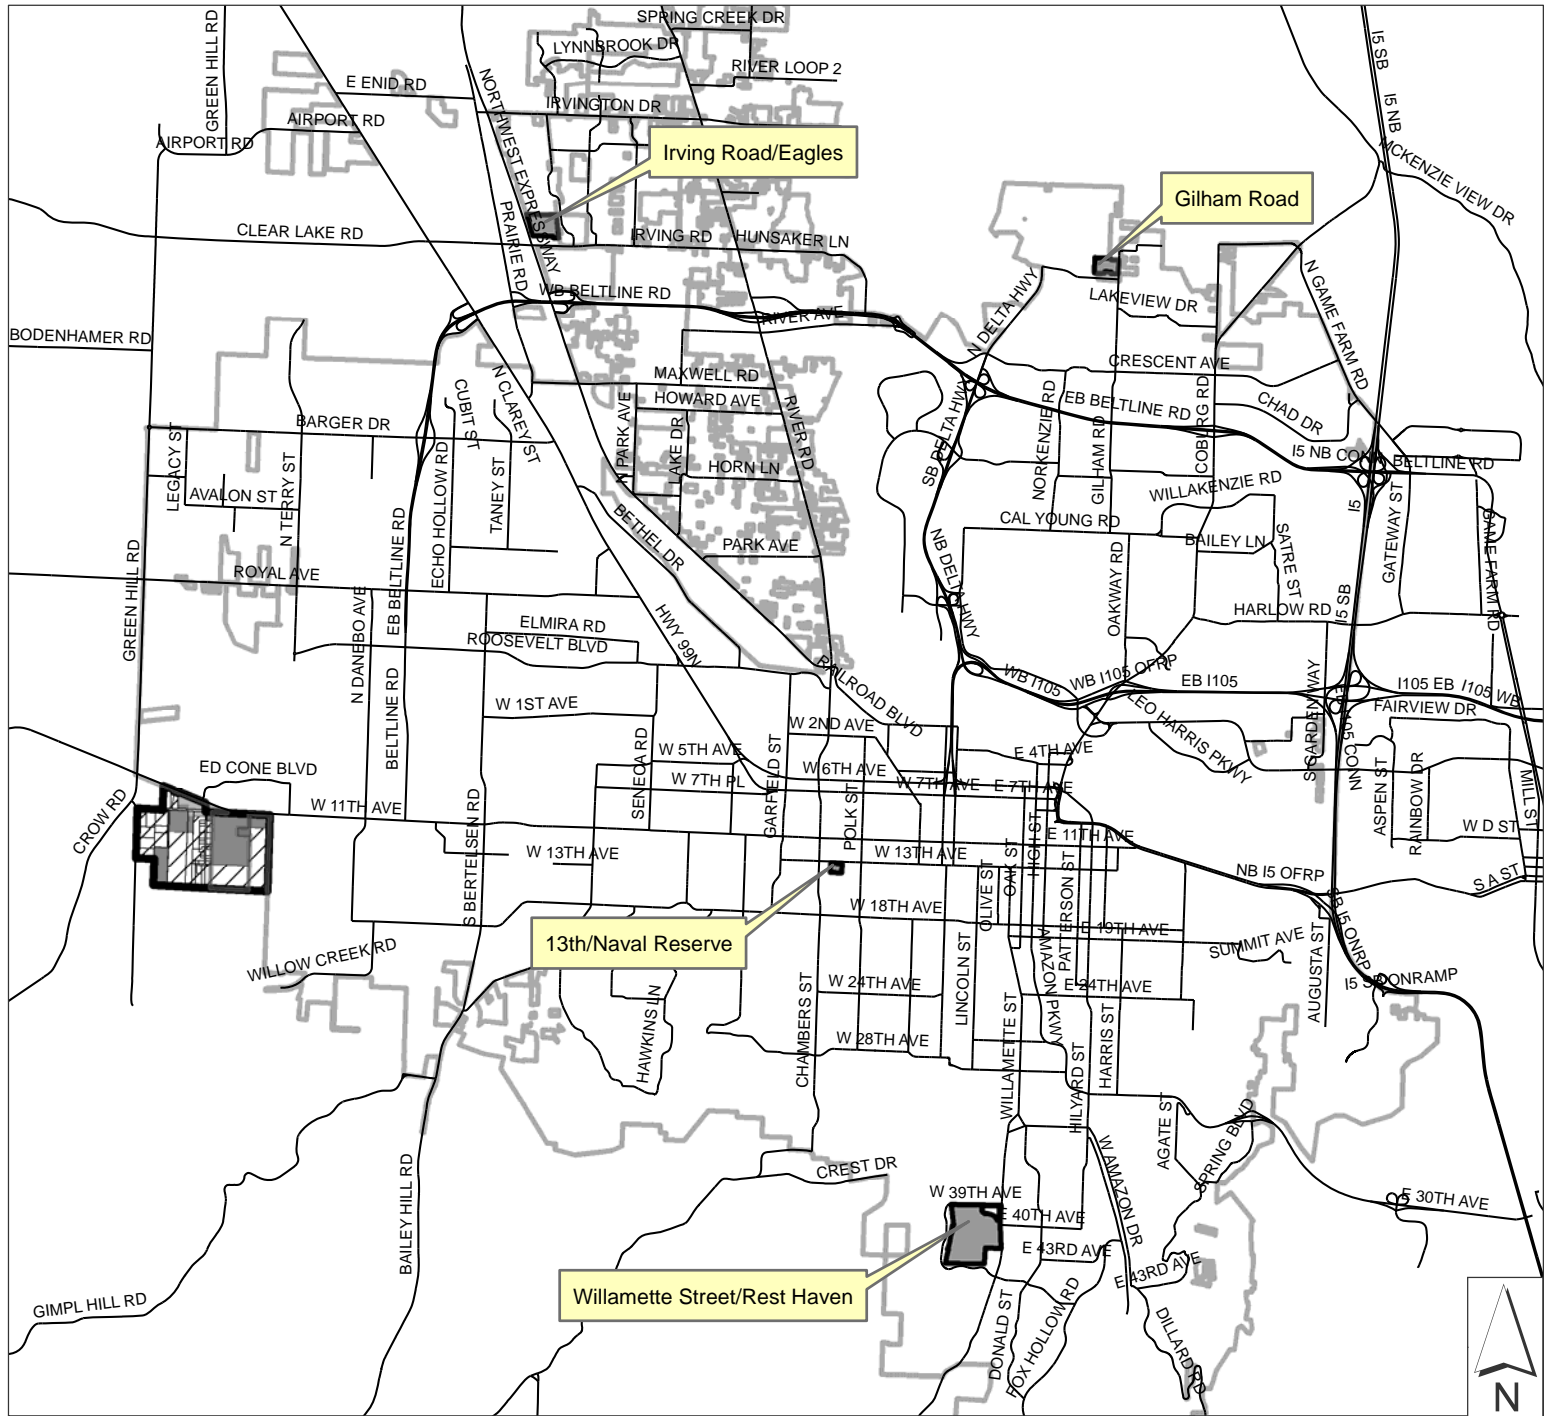 SPRING CREEK DR
GREEN HILL RD
I5 SB
LYNNBROOK DR
RIVER LOOP 2
E ENID RD
NORTHWEST EXPRESSWAY
IRVINGTON DR
I5 NB
AIRPORT RD
AIRPORT RD
MCKENZIE VIEW DR
Irving Road/Eagles
Gilham Road
PRAIRIE RD
CLEAR LAKE RD
IRVING RD
HUNSAKER LN
N GAME FARM RD
WB BELTLINE RD
LAKEVIEW DR
N DELTA HWY
RIVER AVE
BODENHAMER RD
CRESCENT AVE
MAXWELL RD
N CLAREY ST
CUBIT ST
HOWARD AVE
N PARK AVE
RIVER RD
SB DELTA HWY
NORKENZIE RD
EB BELTLINE RD
COBURG RD
CHAD DR
BARGER DR
LEGACY ST
LAKE DR
GILHAM RD
I5 NB CONN
BELTLINE RD
HORN LN
N TERRY ST
ECHO HOLLOW RD
TANEY ST
WILLAKENZIE RD
AVALON ST
I5
GATEWAY ST
GAME FARM RD
CAL YOUNG RD
BETHEL DR
EB BELTLINE RD
BAILEY LN
PARK AVE
SATRE ST
NB DELTA HWY
OAKWAY RD
ROYAL AVE
GREEN HILL RD
N DANEBO AVE
HARLOW RD
I5 SB
ELMIRA RD
HWY 99N
ROOSEVELT BLVD
RAILROAD BLVD
WB I105
WB I105 OFRP
EB I105
I105 EB
I105 WB
S GARDEN WAY
EB I105 CONN
FAIRVIEW DR
BELTLINE RD
W 1ST AVE
LEO HARRIS PKWY
W 2ND AVE
SENECA RD
W 5TH AVE
GARFIELD ST
E 4TH AVE
ED CONE BLVD
W 6TH AVE
W 7TH PL
W 7TH AVE
E 7TH AVE
ASPEN ST
RAINBOW DR
MILL ST
CROW RD
W 11TH AVE
POLK ST
S BERTELSEN RD
HIGH ST
E 11TH AVE
W D ST
W 13TH AVE
W 13TH AVE
OAK ST
OLIVE ST
PATTERSON ST
NB I5 OFRP
S A ST
W 18TH AVE
SB I5 ONRP
13th/Naval Reserve
E 19TH AVE
SUMMIT AVE
AUGUSTA ST
WILLOW CREEK RD
LINCOLN ST
AMAZON PKWY
I5 SB ONRAMP
HAWKINS LN
CHAMBERS ST
W 24TH AVE
E 24TH AVE
WILLAMETTE ST
HARRIS ST
W 28TH AVE
HILYARD ST
AGATE ST
SPRING BLVD
BAILEY HILL RD
W AMAZON DR
CREST DR
W 39TH AVE
E 30TH AVE
E 40TH AVE
E 43RD AVE
E 43RD AVE
Willamette Street/Rest Haven
GIMPL HILL RD
DONALD ST
FOX HOLLOW RD
DILLARD RD
N